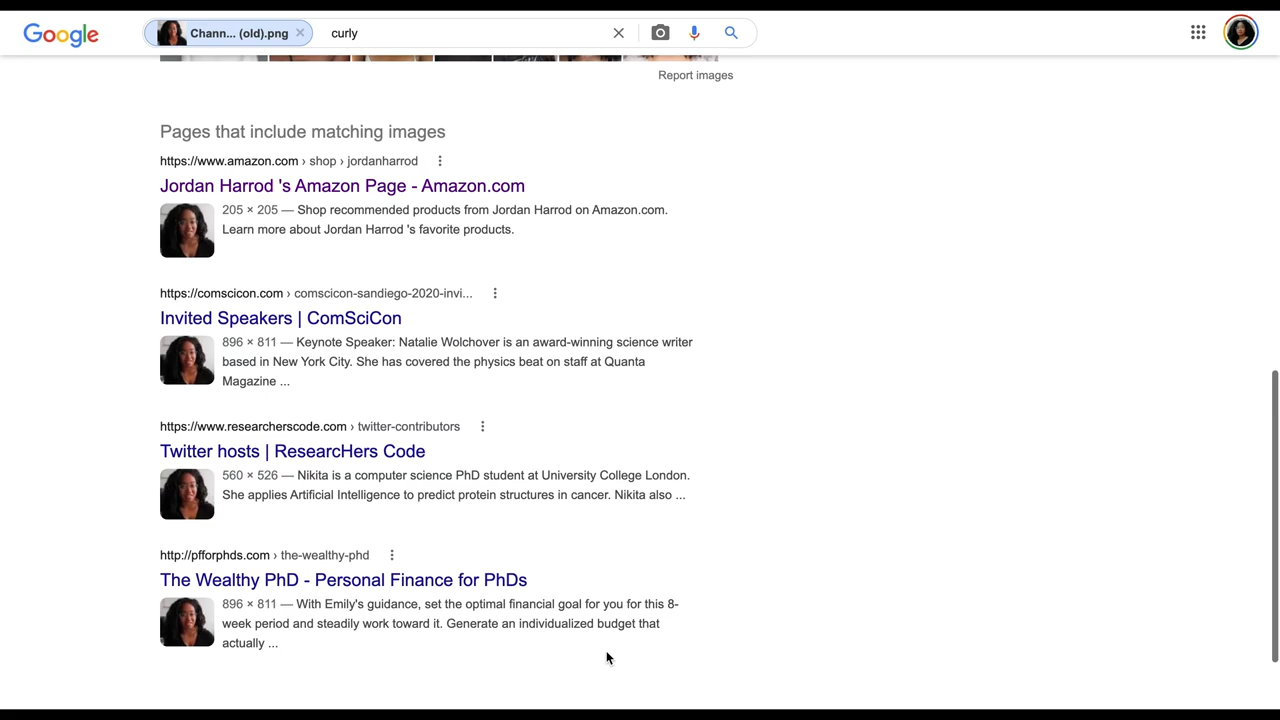 Google
Chann... (old).png
curly
Report images
Pages that include matching images
https://www.amazon.com › shop › jordanharrod
Jordan Harrod 's Amazon Page - Amazon.com
205 × 205 — Shop recommended products from Jordan Harrod on Amazon.com.
Learn more about Jordan Harrod 's favorite products.
https://comscicon.com › comscicon-sandiego-2020-invi...
Invited Speakers | ComSciCon
896 × 811 — Keynote Speaker: Natalie Wolchover is an award-winning science writer
based in New York City. She has covered the physics beat on staff at Quanta
Magazine ...
https://www.researcherscode.com › twitter-contributors
Twitter hosts | ResearcHers Code
560 × 526 — Nikita is a computer science PhD student at University College London.
She applies Artificial Intelligence to predict protein structures in cancer. Nikita also ...
http://pfforphds.com › the-wealthy-phd
The Wealthy PhD - Personal Finance for PhDs
896 × 811 — With Emily's guidance, set the optimal financial goal for you for this 8-
week period and steadily work toward it. Generate an individualized budget that
actually ...